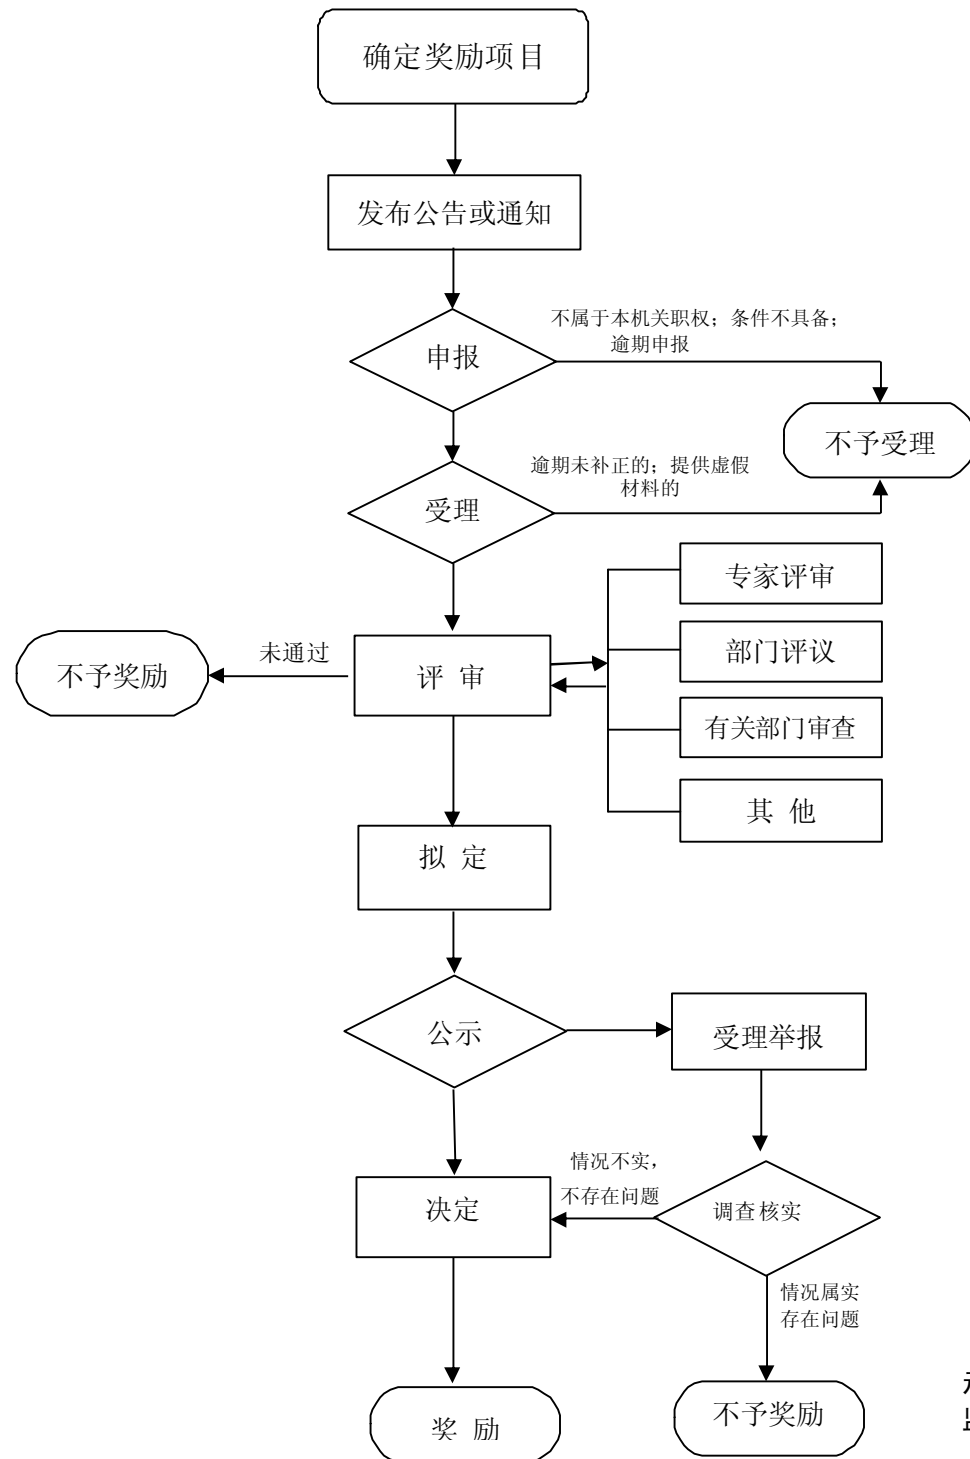 确定奖励项目
发布公告或通知
不属于本机关职权；条件不具备；
逾期申报
申报
不予受理
逾期未补正的；提供虚假
材料的
受理
专家评审
部门评议
未通过
不予奖励
评 审
有关部门审查
其 他
拟 定
公示
受理举报
情况不实，
不存在问题
决定
调查核实
情况属实
存在问题
奖 励
不予奖励